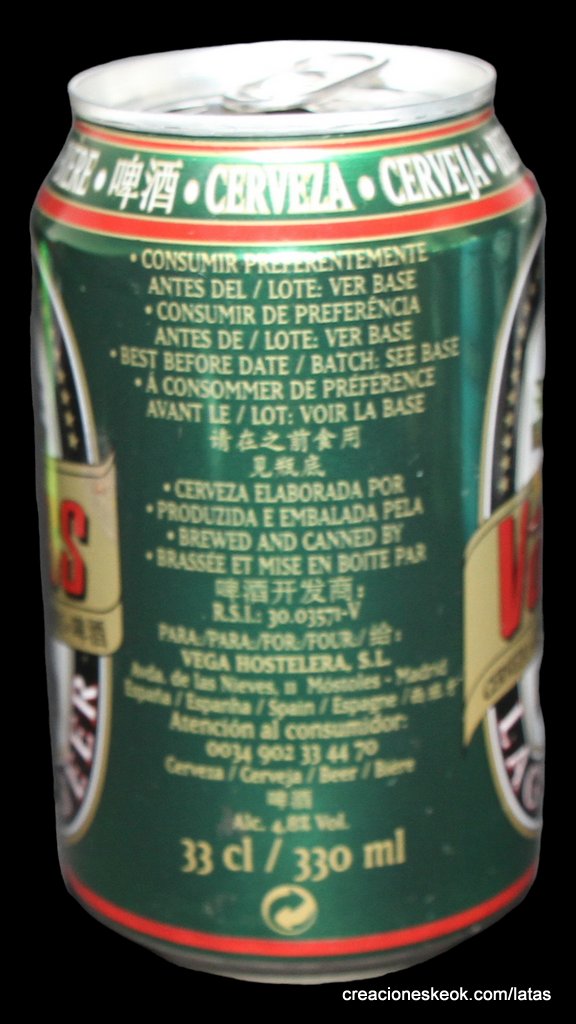 • 啤酒 • CERVEZA • CERVEJA •
• CONSUMIR PREFERENTEMENTE
ANTES DEL / LOTE: VER BASE
• CONSUMIR DE PREFERÊNCIA
ANTES DE / LOTE: VER BASE
• BEST BEFORE DATE / BATCH: SEE BASE
• À CONSOMMER DE PRÉFÉRENCE
AVANT LE / LOT: VOIR LA BASE
请在之前食用
見瓶底
• CERVEZA ELABORADA POR
• PRODUZIDA E EMBALADA PELA
• BREWED AND CANNED BY
• BRASSÉE ET MISE EN BOITE PAR
啤酒开发商:
R.S.I.: 30.03571-V
PARA:/PARA:/FOR:/FOUR:/ 给:
VEGA HOSTELERA, S.L.
Avda. de las Nieves, 11 Móstoles - Madrid
España / Espanha / Spain / Espagne /
Atención al consumidor:
0034 902 33 44 70
Cerveza / Cerveja / Beer / Bière
啤酒
Alc. 4,8% Vol.
33 cl / 330 ml
creacioneskeok.com/latas